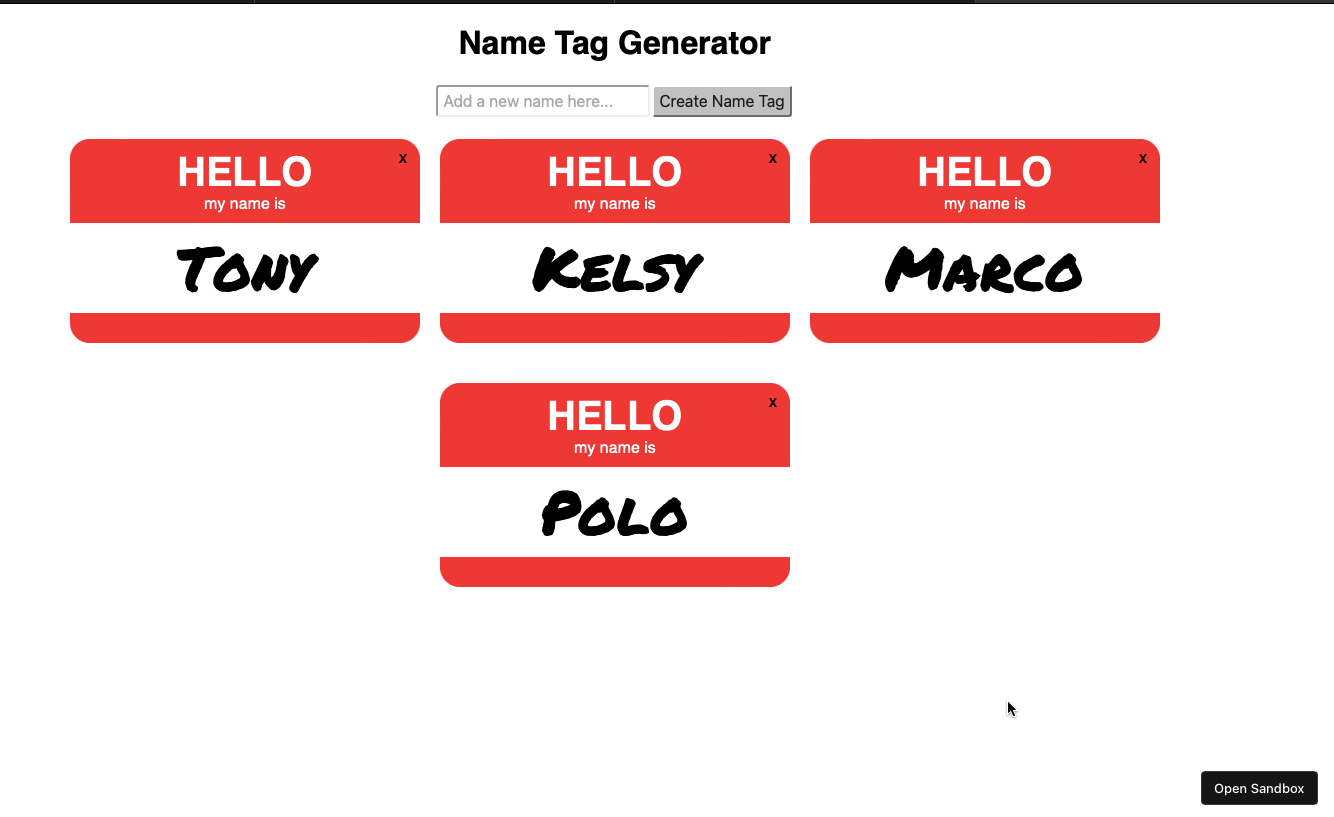 Name Tag Generator
Add a new name here...
Create Name Tag
x
HELLO
my name is
Tony
x
HELLO
my name is
Kelsy
x
HELLO
my name is
Marco
x
HELLO
my name is
Polo
Open Sandbox